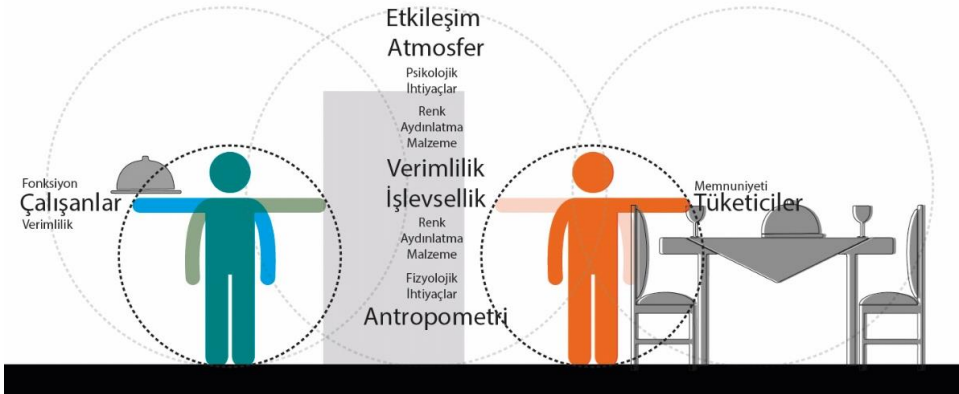 Etkileşim
Atmosfer
Psikolojik
İhtiyaçlar
Renk
Aydınlatma
Malzeme
Verimlilik
İşlevsellik
Renk
Aydınlatma
Malzeme
Fizyolojik
İhtiyaçlar
Antropometri
Fonksiyon
Çalışanlar
Verimlilik
Memnuniyeti
Tüketiciler